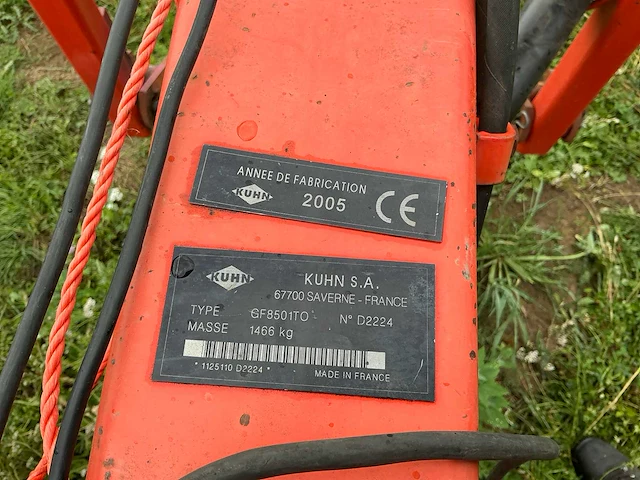 ANNEE DE FABRICATION
KUHN 2005 CE
KUHN KUHN S.A.
67700 SAVERNE - FRANCE
TYPE GF8501TO N° D2224
MASSE 1466 kg
* 1125110 D2224 * MADE IN FRANCE